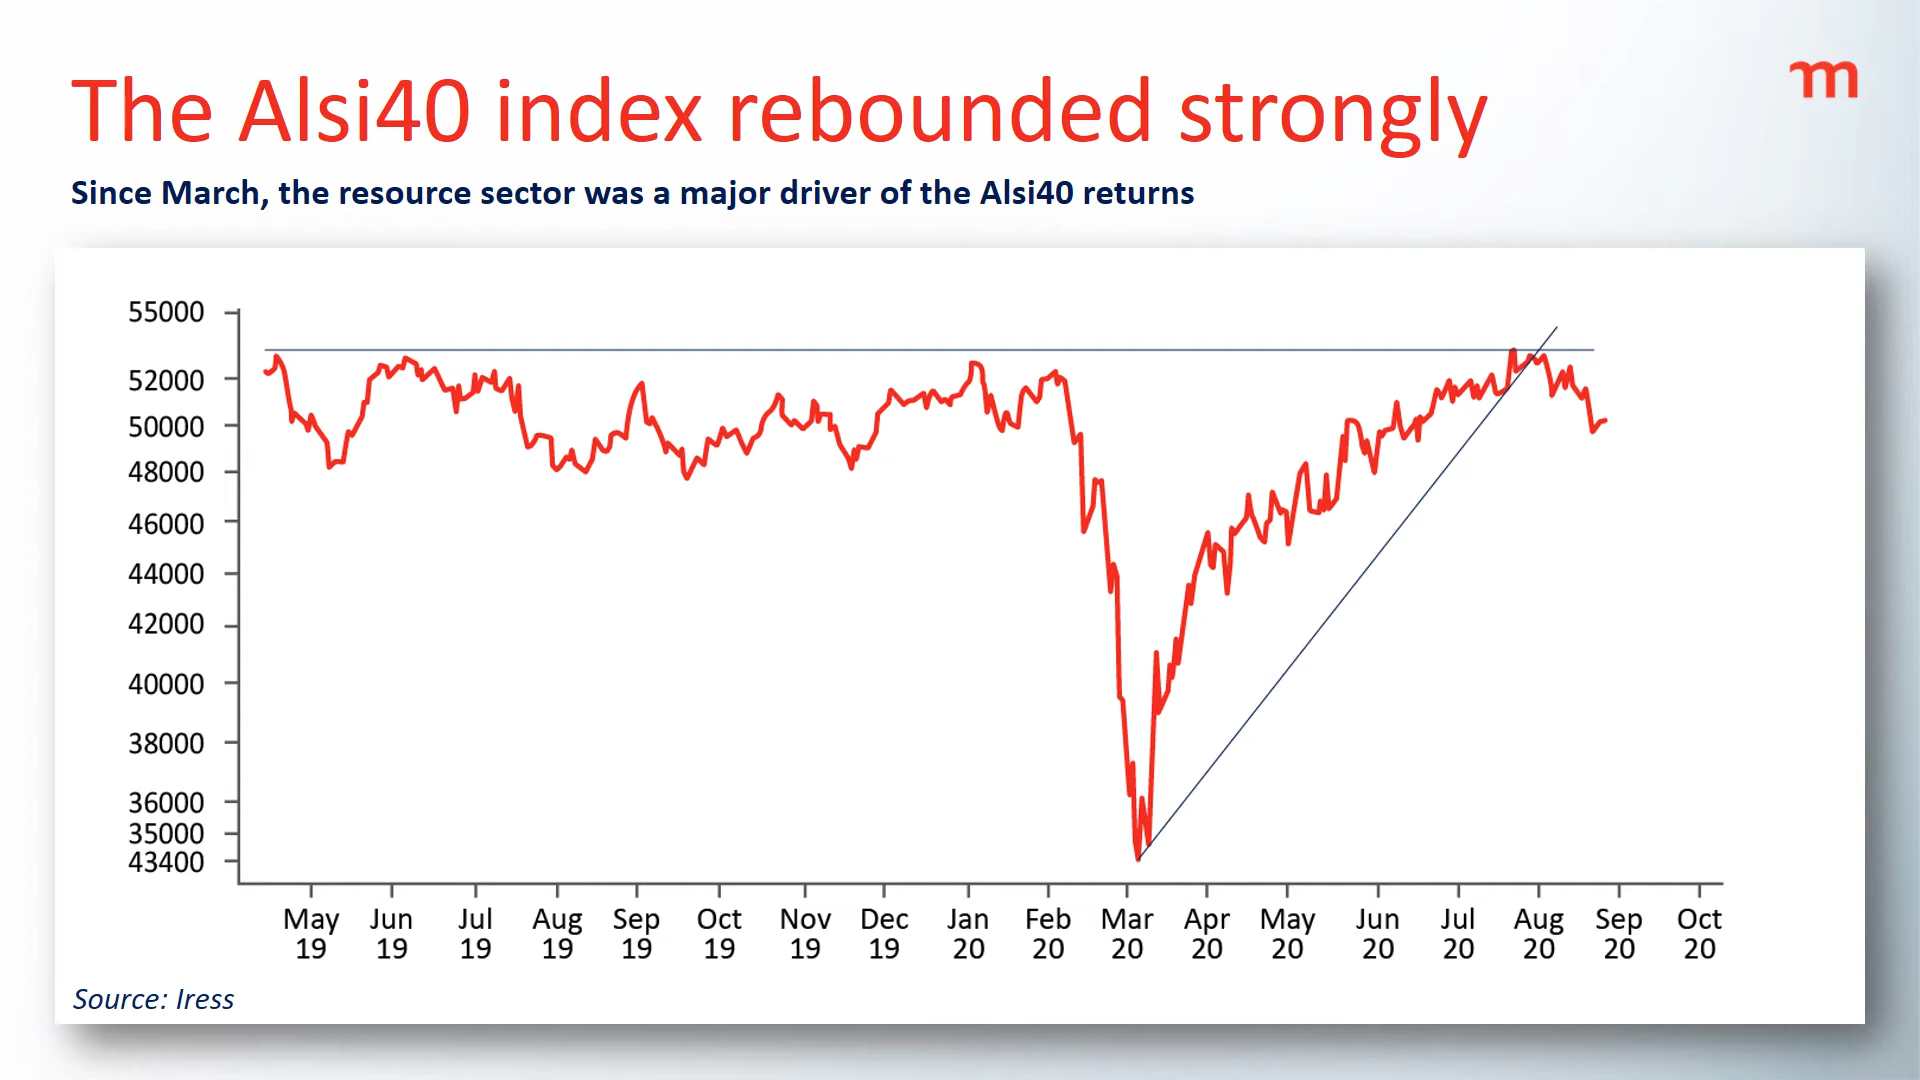 The Alsi40 index rebounded strongly
m
Since March, the resource sector was a major driver of the Alsi40 returns
55000
52000
50000
48000
46000
44000
42000
40000
38000
36000
35000
43400
May Jun Jul Aug Sep Oct Nov Dec Jan Feb Mar Apr May Jun Jul Aug Sep Oct
19 19 19 19 19 19 19 19 20 20 20 20 20 20 20 20 20 20
Source: Iress